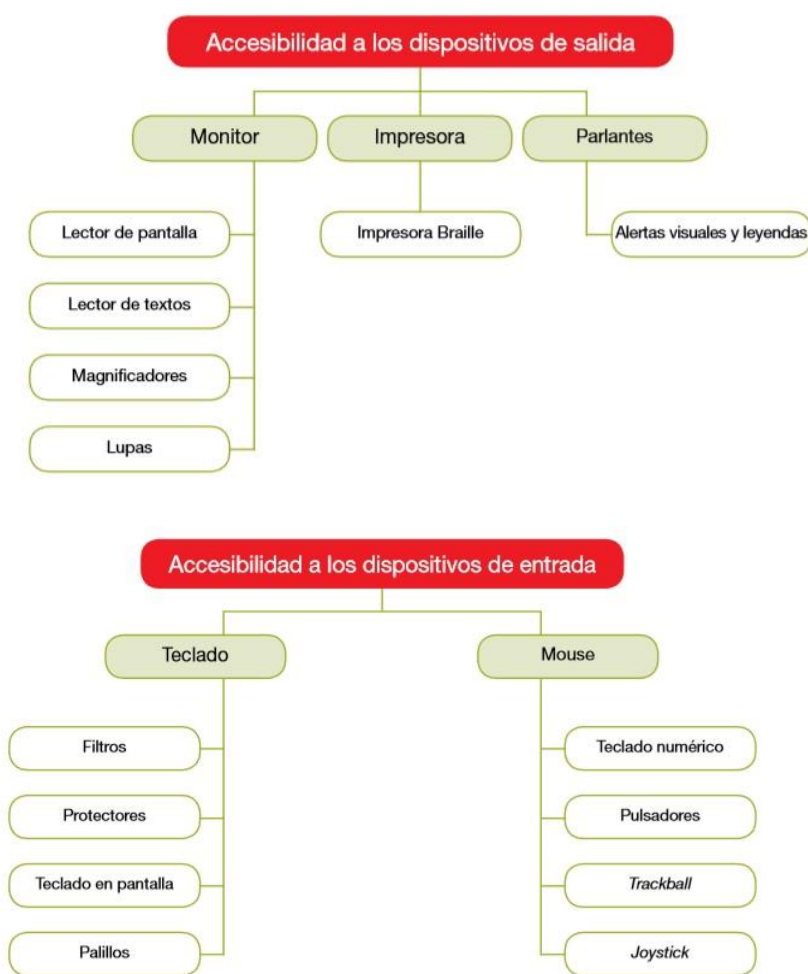 Accesibilidad a los dispositivos de salida
Monitor
Impresora
Parlantes
Lector de pantalla
Impresora Braille
Alertas visuales y leyendas
Lector de textos
Magnificadores
Lupas
Accesibilidad a los dispositivos de entrada
Teclado
Mouse
Filtros
Teclado numérico
Protectores
Pulsadores
Teclado en pantalla
Trackball
Palillos
Joystick